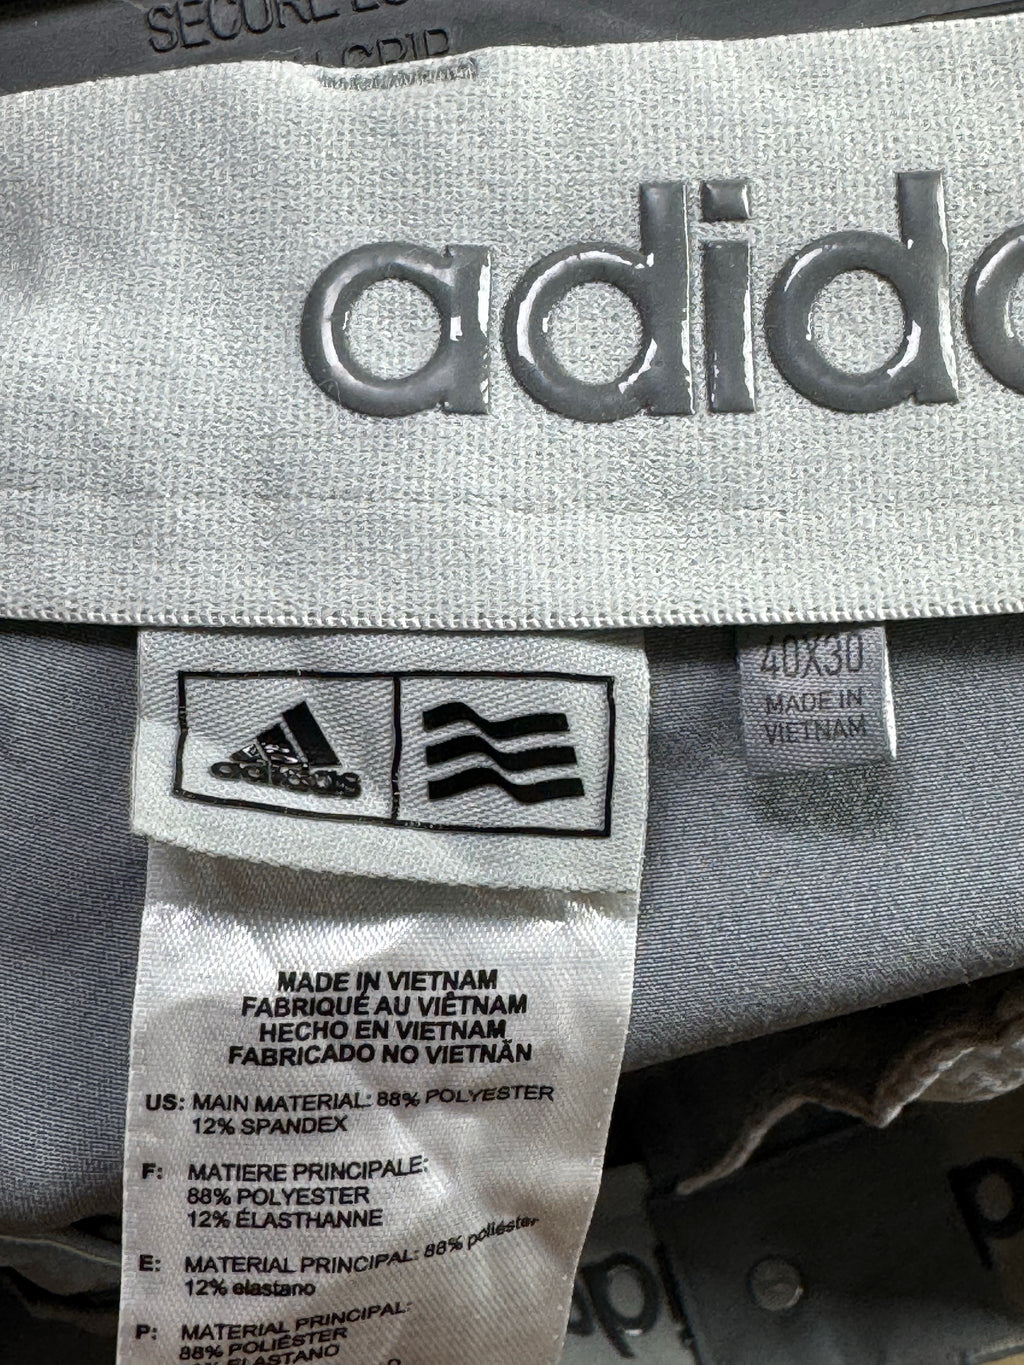 SECURE
GRIP
adida
40X30
MADE IN
VIETNAM
adidas
MADE IN VIETNAM
FABRIQUÉ AU VIÊTNAM
HECHO EN VIETNAM
FABRICADO NO VIETNÃN
US: MAIN MATERIAL: 88% POLYESTER
12% SPANDEX
F: MATIERE PRINCIPALE:
88% POLYESTER
12% ÉLASTHANNE
E: MATERIAL PRINCIPAL: 88% poliéster
12% elastano
P: MATERIAL PRINCIPAL:
88% POLIÉSTER
ELASTANO